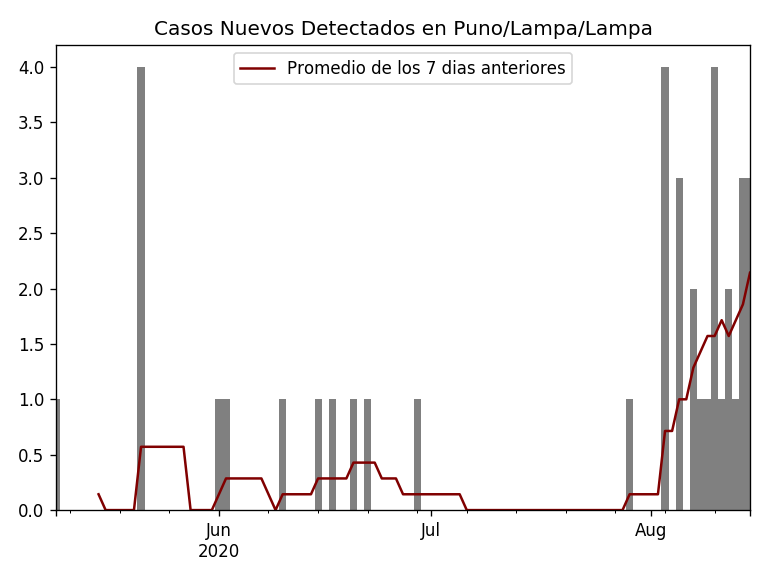 Casos Nuevos Detectados en Puno/Lampa/Lampa
Promedio de los 7 dias anteriores
4.0
3.5
3.0
2.5
2.0
1.5
1.0
0.5
0.0
Jun
2020
Jul
Aug